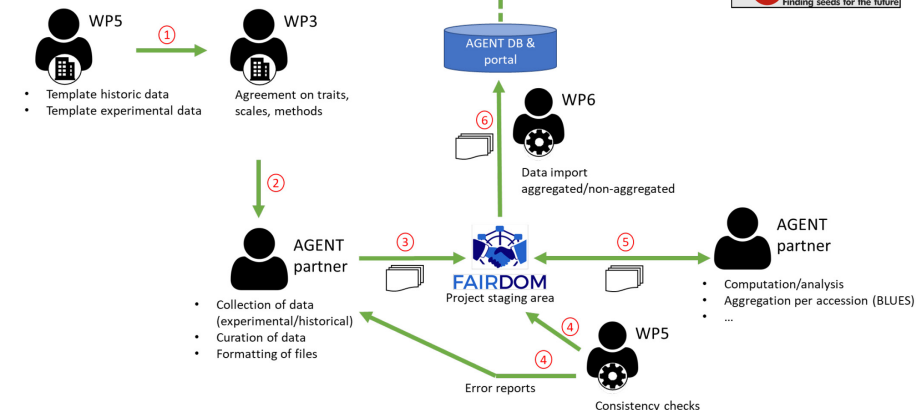 Finding seeds for the future
WP5
①
WP3
• Template historic data
• Template experimental data
Agreement on traits,
scales, methods
AGENT DB &
portal
⑥
WP6
Data import
aggregated/non-aggregated
②
AGENT
partner
③
• Collection of data
(experimental/historical)
• Curation of data
• Formatting of files
FAIRDOM
Project staging area
⑤
AGENT
partner
• Computation/analysis
• Aggregation per accession (BLUES)
• ...
④
④
WP5
Error reports
Consistency checks